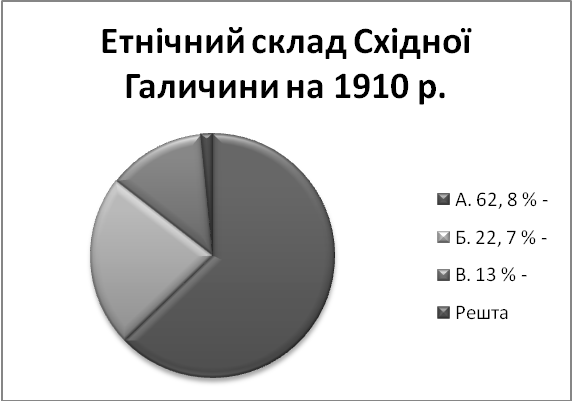 Етнічний склад Східної
Галичини на 1910 р.
А. 62, 8 % -
Б. 22, 7 % -
В. 13 % -
Решта